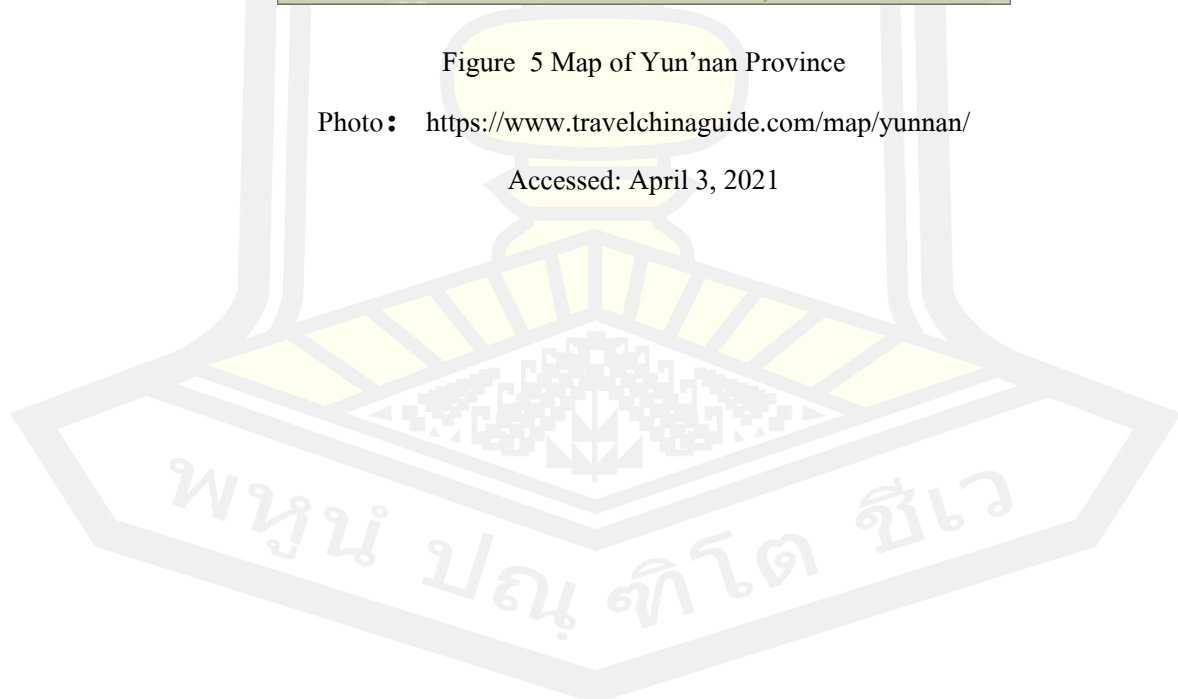 Figure 5 Map of Yun’nan Province
Photo： https://www.travelchinaguide.com/map/yunnan/
Accessed: April 3, 2021
พหูนํ ปณฺฑิโต ชีเว